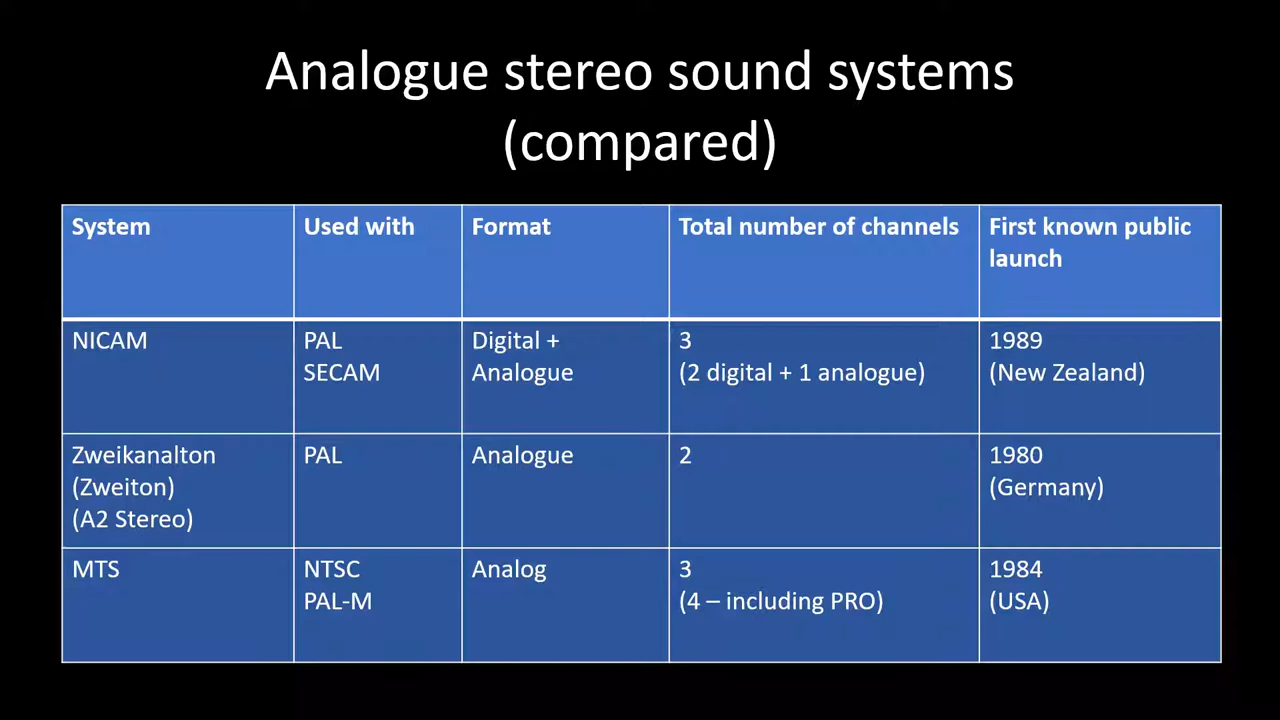 Analogue stereo sound systems
(compared)
System
Used with
Format
Total number of channels
First known public
launch
NICAM
PAL
SECAM
Digital +
Analogue
3
(2 digital + 1 analogue)
1989
(New Zealand)
Zweikanalton
(Zweiton)
(A2 Stereo)
PAL
Analogue
2
1980
(Germany)
MTS
NTSC
PAL-M
Analog
3
(4 – including PRO)
1984
(USA)